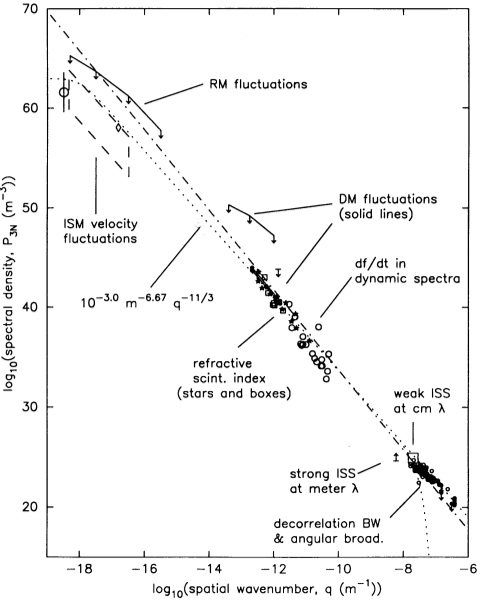 70
60
50
40
30
20
−18
−16
−14
−12
−10
−8
−6
log10(spectral density, P3N (m−3))
log10(spatial wavenumber, q (m−1))
RM fluctuations
ISM velocity
fluctuations
DM fluctuations
(solid lines)
10−3.0 m−6.67 q−11/3
df/dt in
dynamic spectra
refractive
scint. index
(stars and boxes)
weak ISS
at cm λ
strong ISS
at meter λ
decorrelation BW
& angular broad.